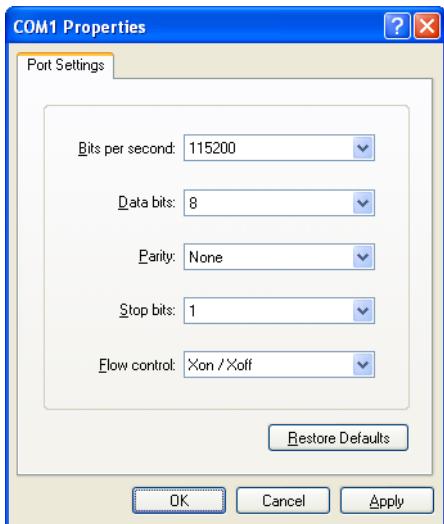 COM1 Properties
Port Settings
Bits per second: 115200
Data bits: 8
Parity: None
Stop bits: 1
Flow control: Xon / Xoff
Restore Defaults
OK Cancel Apply